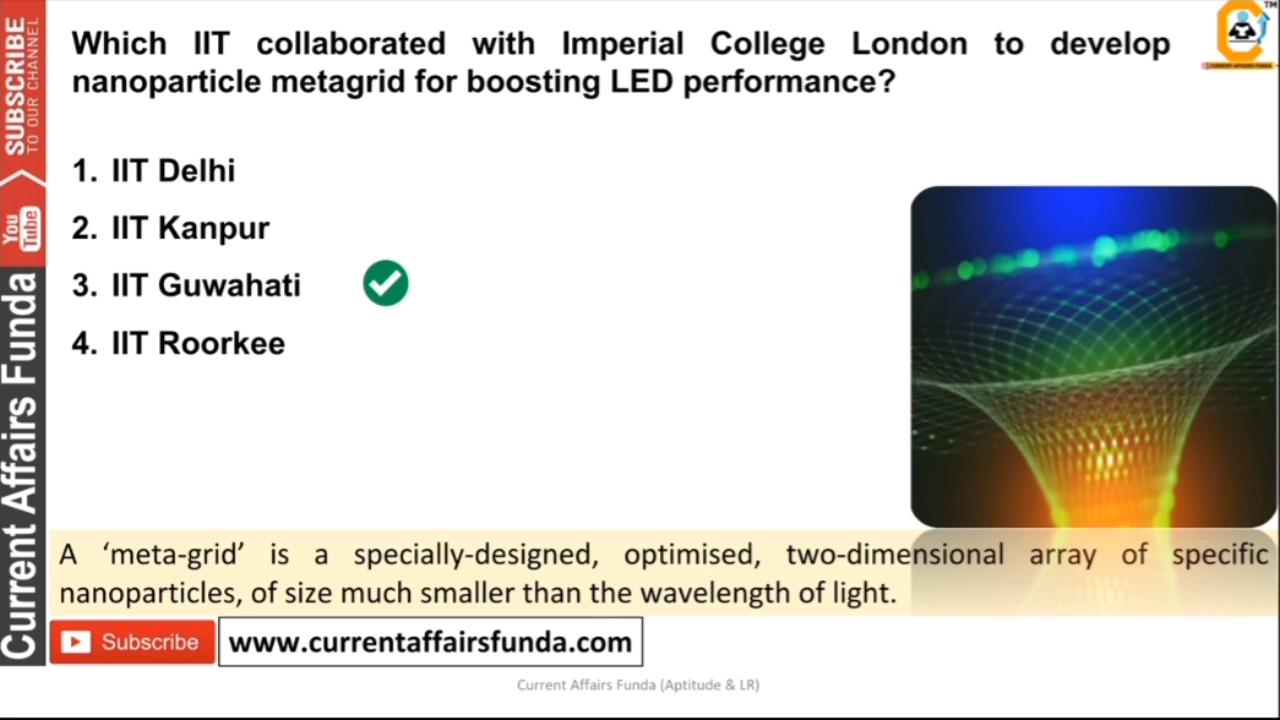 SUBSCRIBE
TO OUR CHANNEL
You
Tube
Current Affairs Funda
TM
CURRENT AFFAIRS FUNDA
Which IIT collaborated with Imperial College London to develop
nanoparticle metagrid for boosting LED performance?
1. IIT Delhi
2. IIT Kanpur
3. IIT Guwahati
4. IIT Roorkee
A ‘meta-grid’ is a specially-designed, optimised, two-dimensional array of specific
nanoparticles, of size much smaller than the wavelength of light.
Subscribe
www.currentaffairsfunda.com
Current Affairs Funda (Aptitude & LR)